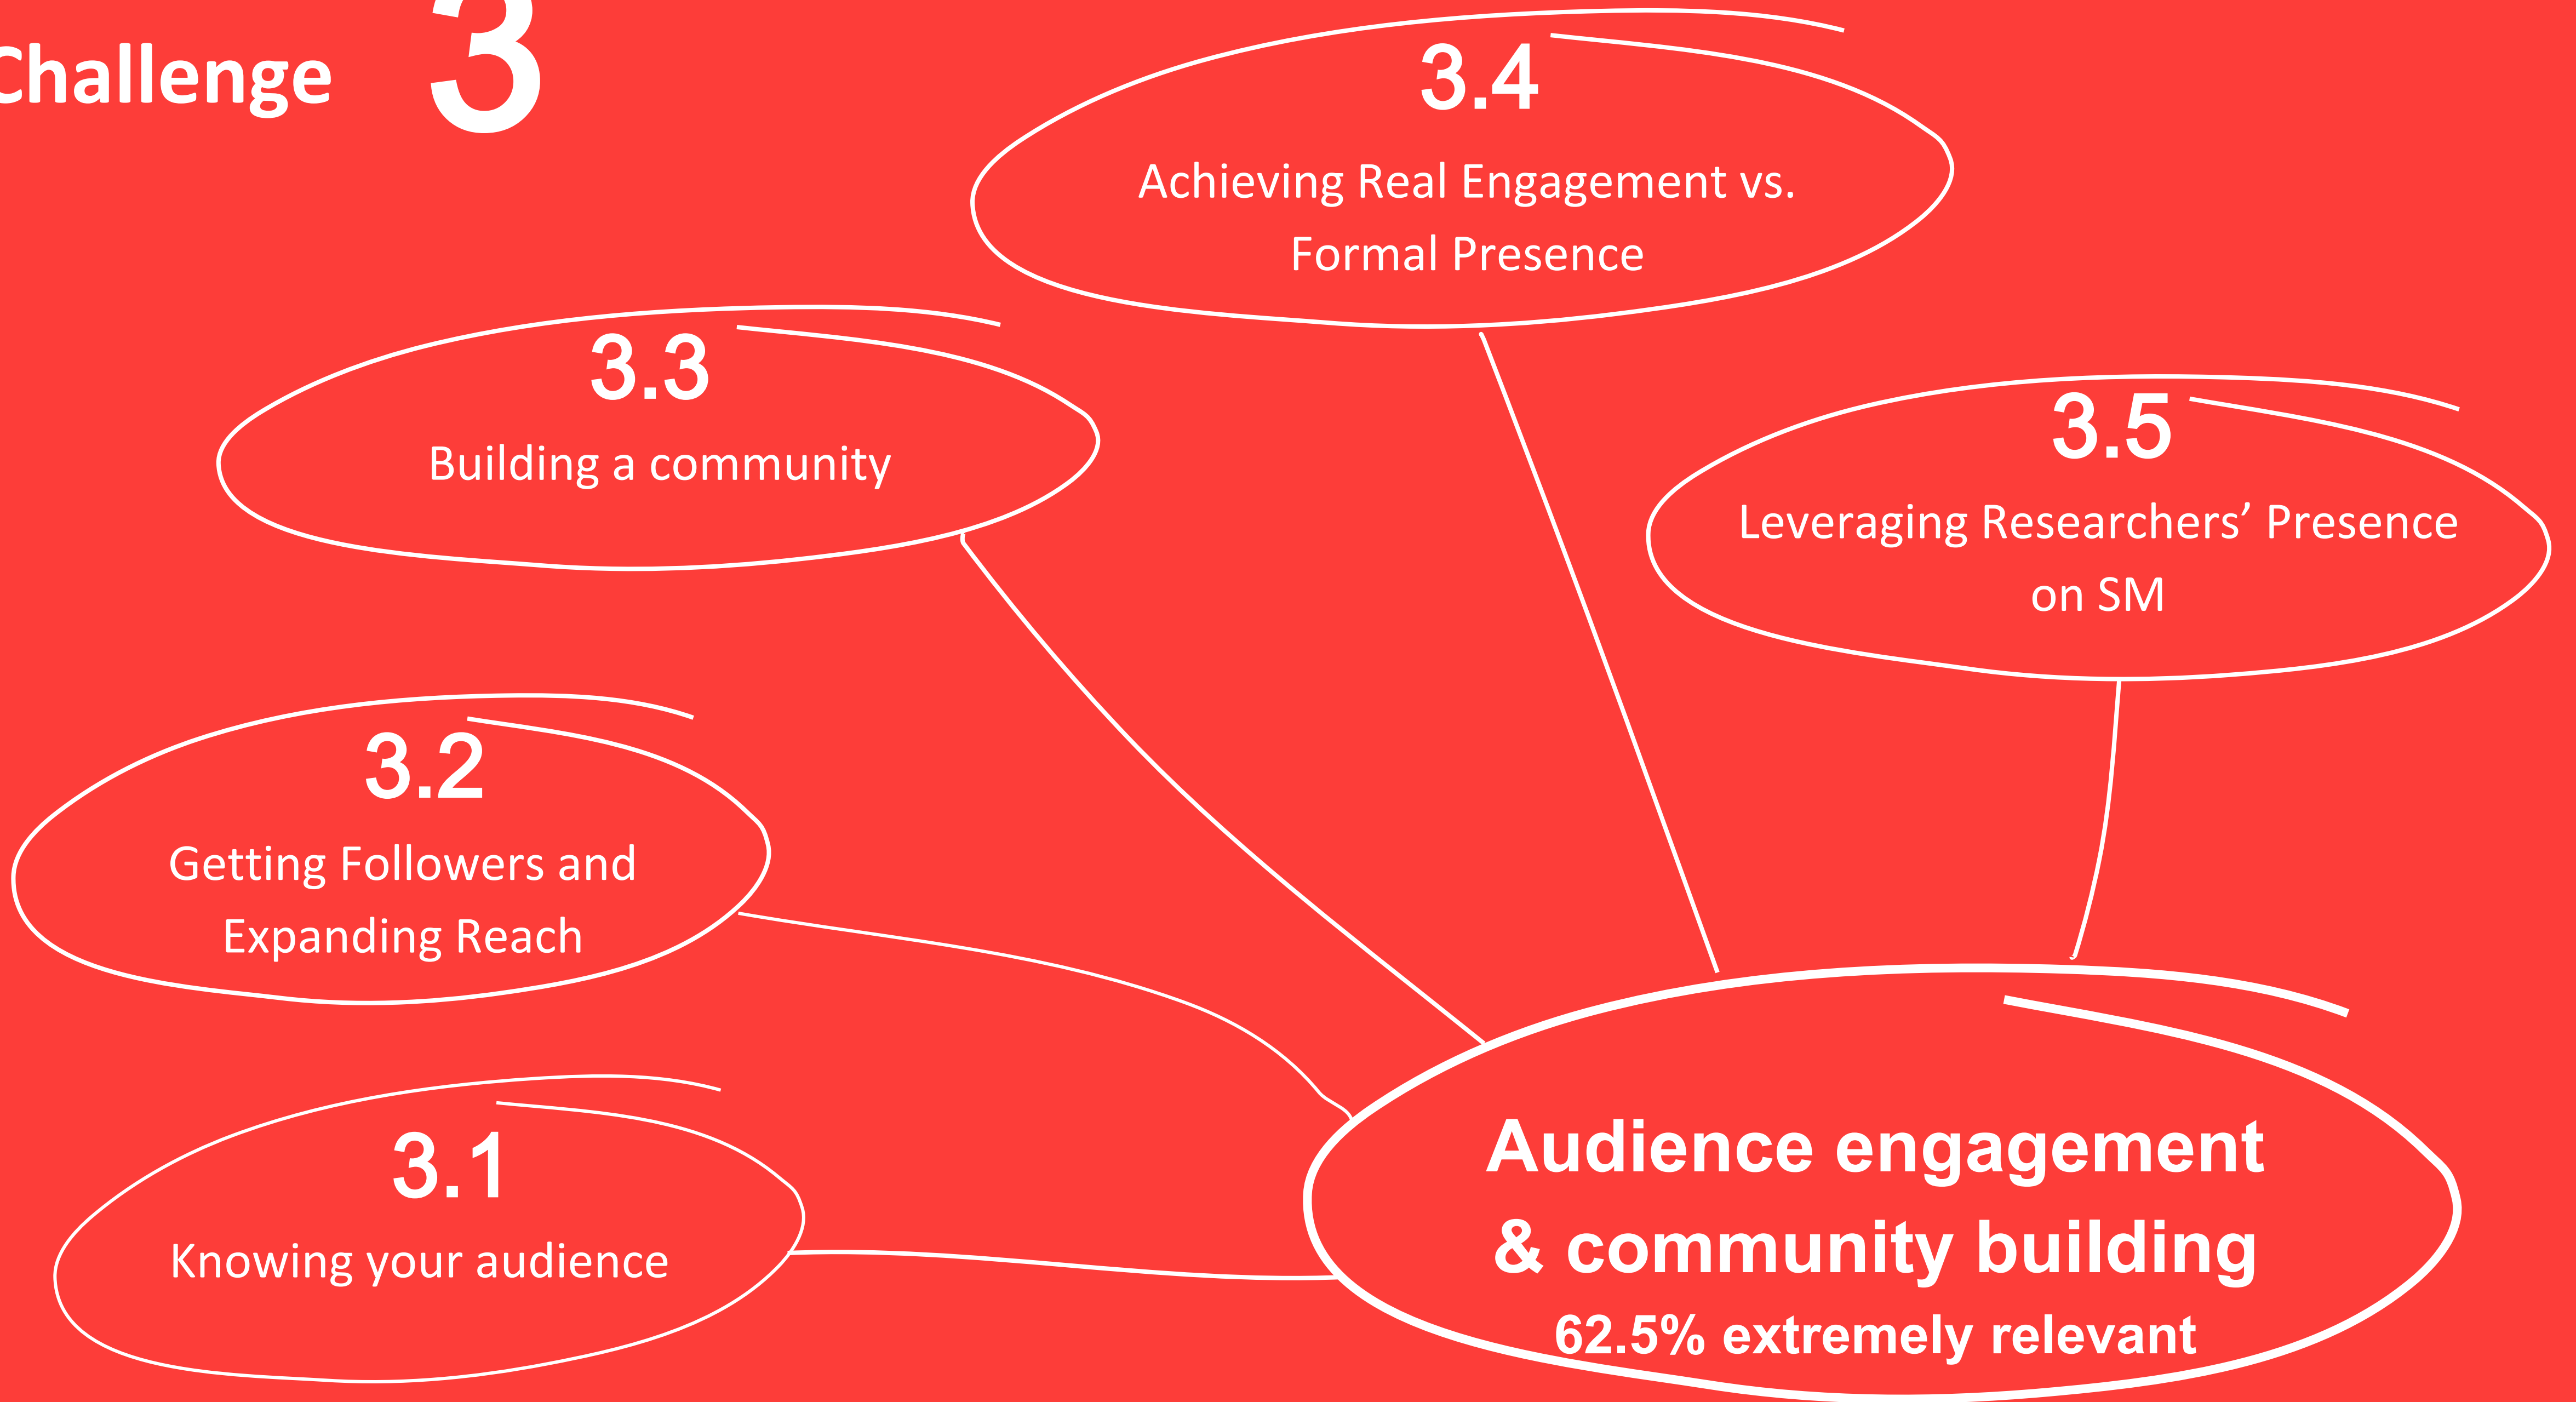 Challenge 3
3.4
Achieving Real Engagement vs.
Formal Presence
3.3
Building a community
3.5
Leveraging Researchers’ Presence
on SM
3.2
Getting Followers and
Expanding Reach
3.1
Knowing your audience
Audience engagement
& community building
62.5% extremely relevant